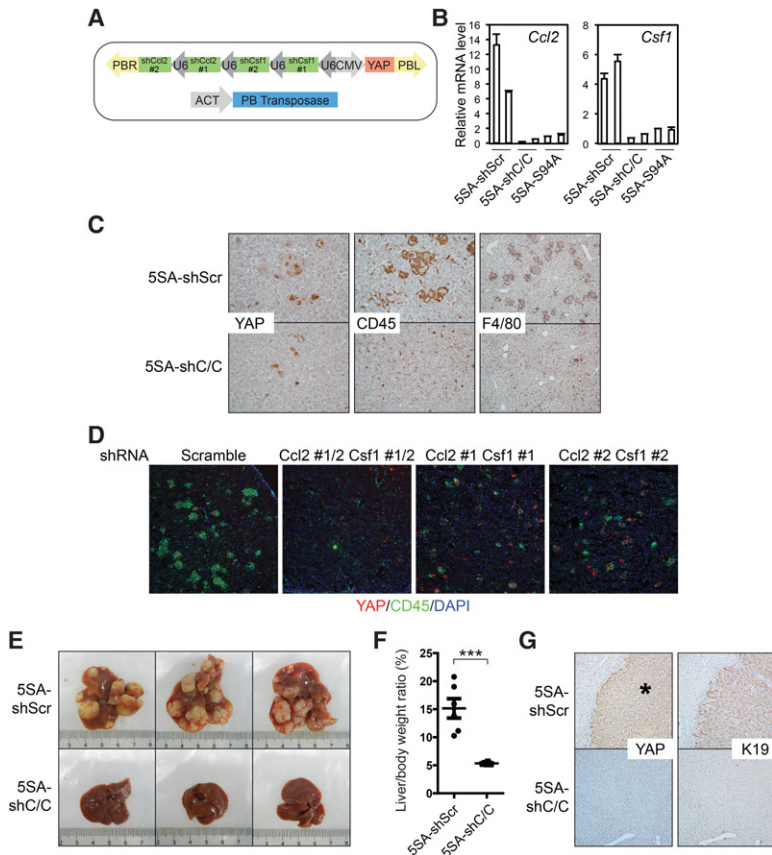 A
PBR shCcl2 #2 U6 shCcl2 #1 U6 shCsf1 #2 U6 shCsf1 #1 U6 CMV YAP PBL
ACT PB Transposase
B
Relative mRNA level
Ccl2
16
14
12
10
8
6
4
2
0
5SA-shScr
5SA-shC/C
5SA-S94A
Csf1
8
6
4
2
0
5SA-shScr
5SA-shC/C
5SA-S94A
C
5SA-shScr
YAP CD45 F4/80
5SA-shC/C
D
shRNA Scramble Ccl2 #1/2 Csf1 #1/2 Ccl2 #1 Csf1 #1 Ccl2 #2 Csf1 #2
YAP/CD45/DAPI
E
5SA-
shScr
5SA-
shC/C
F
Liver/body weight ratio (%)
25
20
15
10
5
0
***
5SA-shScr
5SA-shC/C
G
5SA-
shScr
*
YAP K19
5SA-
shC/C